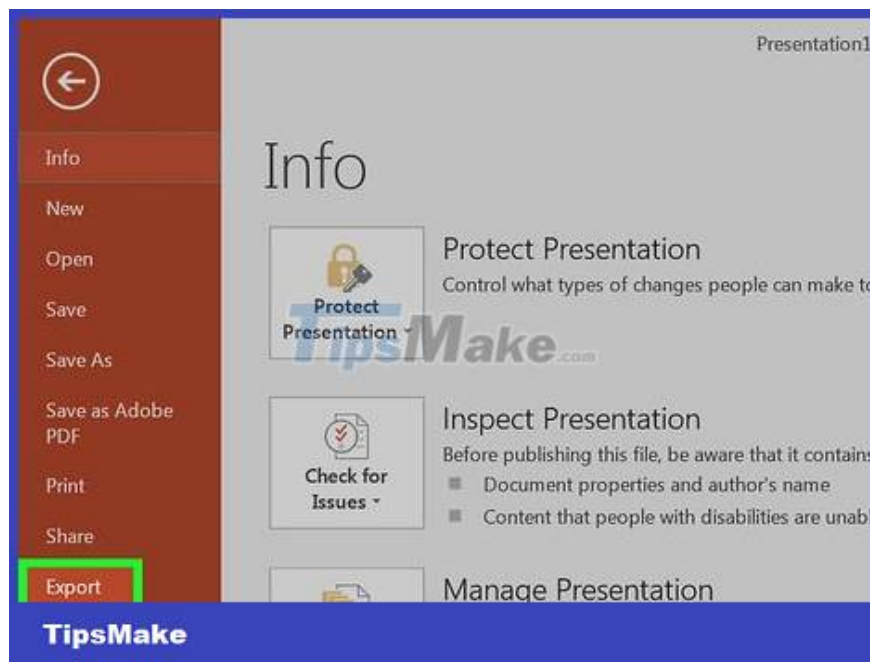 Presentation1
Info
New
Open
Save
Save As
Save as Adobe
PDF
Print
Share
Export
Info
Protect
Presentation
Protect Presentation
Control what types of changes people can make to
TipsMake.com
Check for
Issues
Inspect Presentation
Before publishing this file, be aware that it contains
Document properties and author's name
Content that people with disabilities are unabl
Manage Presentation
TipsMake